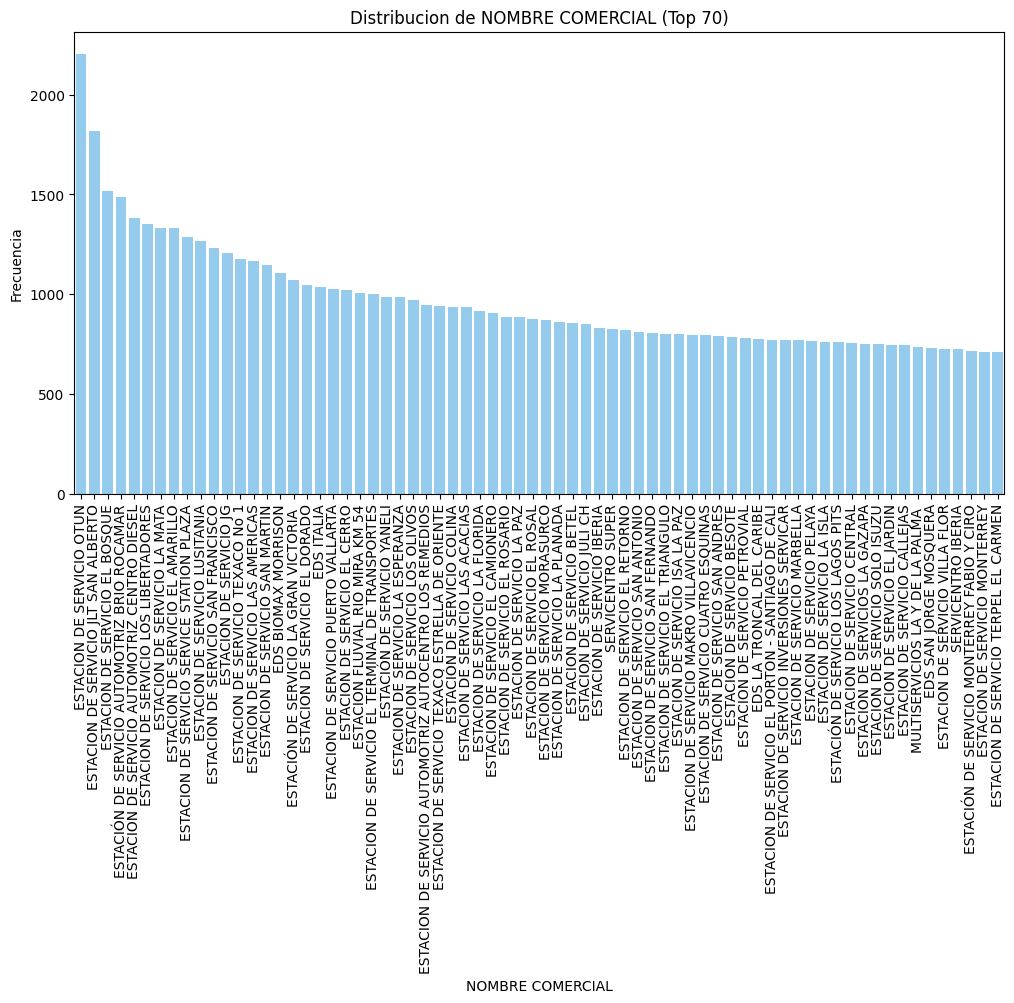 Distribucion de NOMBRE COMERCIAL (Top 70)
Frecuencia
2000
1500
1000
500
0
ESTACION DE SERVICIO OTUN
ESTACION DE SERVICIO JLT SAN ALBERTO
ESTACION DE SERVICIO EL BOSQUE
ESTACIÓN DE SERVICIO AUTOMOTRIZ BRIO ROCAMAR
ESTACION DE SERVICIO AUTOMOTRIZ CENTRO DIESEL
ESTACION DE SERVICIO LOS LIBERTADORES
ESTACION DE SERVICIO LA MATA
ESTACION DE SERVICIO EL AMARILLO
ESTACION DE SERVICIO SERVICE STATION PLAZA
ESTACION DE SERVICIO LUSITANIA
ESTACION DE SERVICIO SAN FRANCISCO
ESTACION DE SERVICIO JG
ESTACION DE SERVICIO TEXACO No 1
ESTACION DE SERVICIO LAS AMERICAS
ESTACION DE SERVICIO SAN MARTIN
EDS BIOMAX MORRISON
ESTACIÓN DE SERVICIO LA GRAN VICTORIA
ESTACION DE SERVICIO EL DORADO
EDS ITALIA
ESTACION DE SERVICIO PUERTO VALLARTA
ESTACION DE SERVICIO EL CERRO
ESTACION FLUVIAL RIO MIRA KM 54
ESTACION DE SERVICIO EL TERMINAL DE TRANSPORTES
ESTACION DE SERVICIO YANELI
ESTACION DE SERVICIO LA ESPERANZA
ESTACION DE SERVICIO LOS OLIVOS
ESTACION DE SERVICIO AUTOMOTRIZ AUTOCENTRO LOS REMEDIOS
ESTACION DE SERVICIO TEXACO ESTRELLA DE ORIENTE
ESTACION DE SERVICIO COLINA
ESTACION DE SERVICIO LAS ACACIAS
ESTACION DE SERVICIO LA FLORIDA
ESTACION DE SERVICIO EL CAMIONERO
ESTACION DE SERVICIO EL ROSARIO
ESTACION DE SERVICIO LA PAZ
ESTACION DE SERVICIO EL ROSAL
ESTACION DE SERVICIO MORASURCO
ESTACION DE SERVICIO LA PLANADA
ESTACION DE SERVICIO BETEL
ESTACION DE SERVICIO JULI CH
ESTACION DE SERVICIO IBERIA
SERVICENTRO SUPER
ESTACION DE SERVICIO EL RETORNO
ESTACION DE SERVICIO SAN ANTONIO
ESTACION DE SERVICIO SAN FERNANDO
ESTACION DE SERVICIO EL TRIANGULO
ESTACION DE SERVICIO ISA LA PAZ
ESTACION DE SERVICIO MAKRO VILLAVICENCIO
ESTACION DE SERVICIO CUATRO ESQUINAS
ESTACION DE SERVICIO SAN ANDRES
ESTACION DE SERVICIO BESOTE
ESTACION DE SERVICIO PETROVIAL
EDS LA TRONCAL DEL CARIBE
ESTACION DE SERVICIO EL PORTON - SANTIAGO DE CALI
ESTACION DE SERVICIO INVERSIONES SERVICAR
ESTACION DE SERVICIO MARBELLA
ESTACION DE SERVICIO PELAYA
ESTACION DE SERVICIO LA ISLA
ESTACIÓN DE SERVICIO LOS LAGOS PITS
ESTACION DE SERVICIO CENTRAL
ESTACION DE SERVICIOS LA GAZAPA
ESTACION DE SERVICIO SOLO ISUZU
ESTACION DE SERVICIO EL JARDIN
ESTACION DE SERVICIO CALLEJAS
MULTISERVICIOS LA Y DE LA PALMA
EDS SAN JORGE MOSQUERA
ESTACION DE SERVICIO VILLA FLOR
SERVICENTRO IBERIA
ESTACIÓN DE SERVICIO MONTERREY FABIO Y CIRO
ESTACION DE SERVICIO MONTERREY
ESTACION DE SERVICIO TERPEL EL CARMEN
NOMBRE COMERCIAL